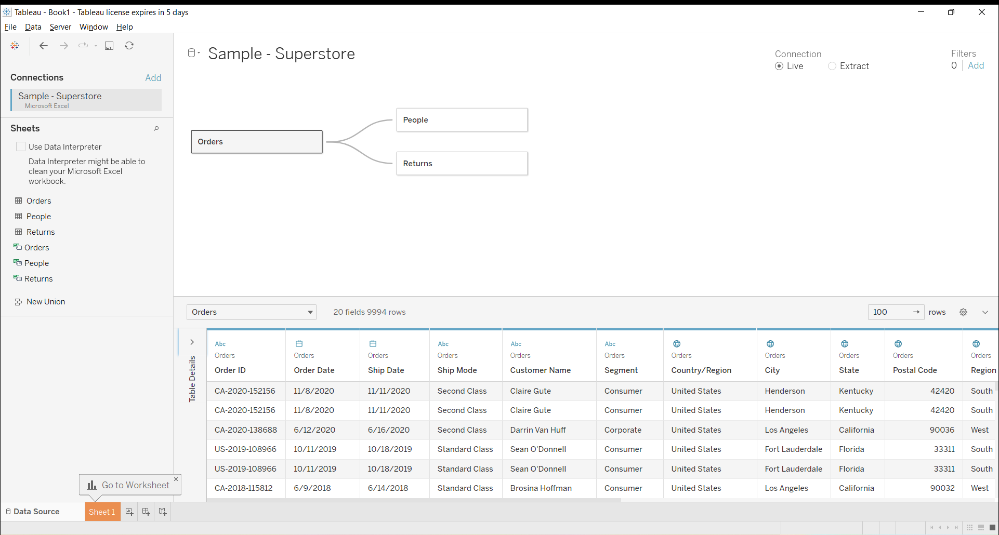 Tableau - Book1 - Tableau license expires in 5 days
File Data Server Window Help
Connections Add
Sample - Superstore
Microsoft Excel
Sheets
Use Data Interpreter
Data Interpreter might be able to
clean your Microsoft Excel
workbook.
Orders
People
Returns
Orders
People
Returns
New Union
Sample - Superstore
Connection
Live Extract
Filters
0 Add
Orders
People
Returns
Orders 20 fields 9994 rows 100 rows
Table Details
Abc Abc Abc Abc
Orders Orders Orders Orders Orders Orders Orders Orders Orders Orders Orders
Order ID Order Date Ship Date Ship Mode Customer Name Segment Country/Region City State Postal Code Region
CA-2020-152156 11/8/2020 11/11/2020 Second Class Claire Gute Consumer United States Henderson Kentucky 42420 South
CA-2020-152156 11/8/2020 11/11/2020 Second Class Claire Gute Consumer United States Henderson Kentucky 42420 South
CA-2020-138688 6/12/2020 6/16/2020 Second Class Darrin Van Huff Corporate United States Los Angeles California 90036 West
US-2019-108966 10/11/2019 10/18/2019 Standard Class Sean O'Donnell Consumer United States Fort Lauderdale Florida 33311 South
US-2019-108966 10/11/2019 10/18/2019 Standard Class Sean O'Donnell Consumer United States Fort Lauderdale Florida 33311 South
CA-2018-115812 6/9/2018 6/14/2018 Standard Class Brosina Hoffman Consumer United States Los Angeles California 90032 West
Go to Worksheet
Data Source Sheet 1